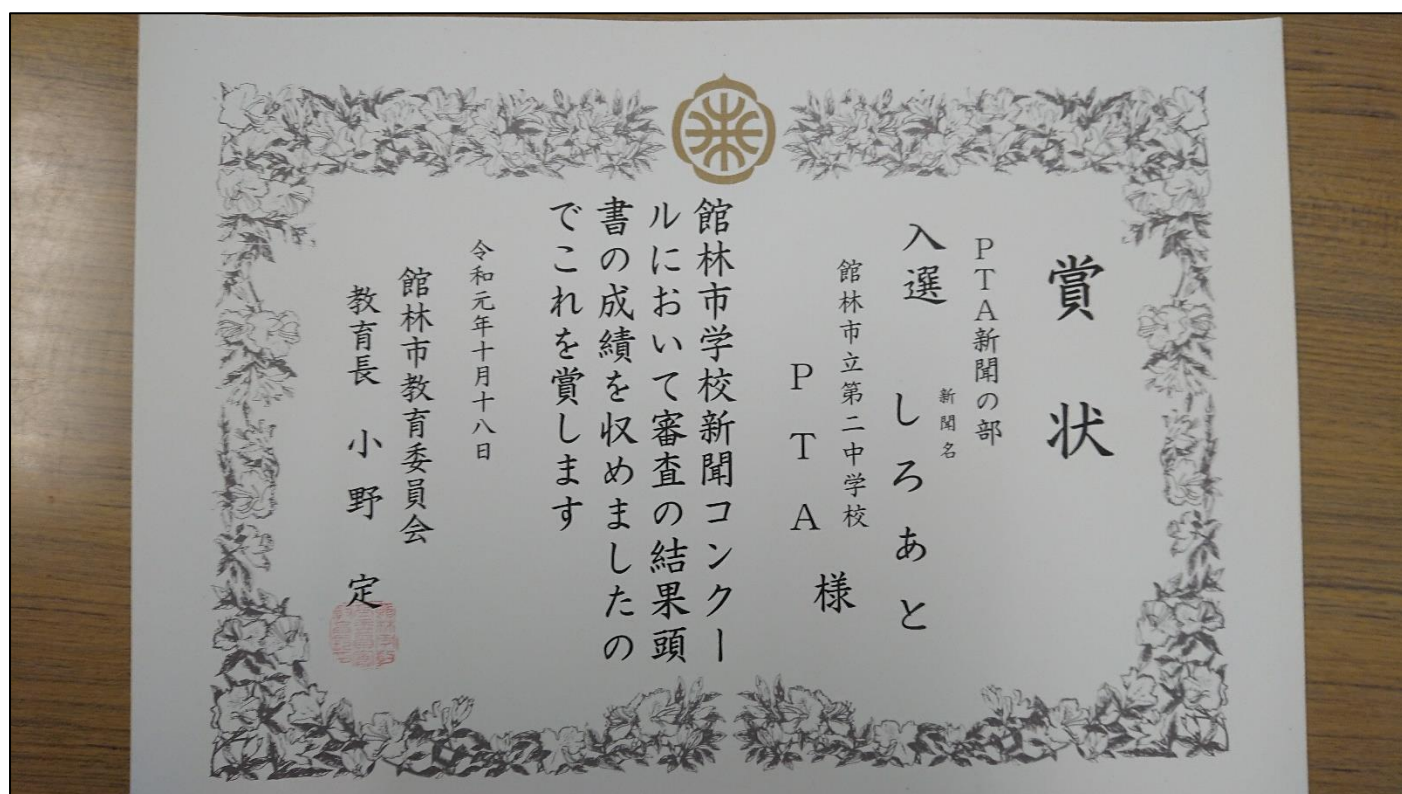 賞状
PTA新聞の部
新聞名
入選 しろあと
館林市立第二中学校
PTA 様
館林市学校新聞コンクー
ルにおいて審査の結果頭
書の成績を収めましたの
でこれを賞します
令和元年十月十八日
館林市教育委員会
教育長 小野 定